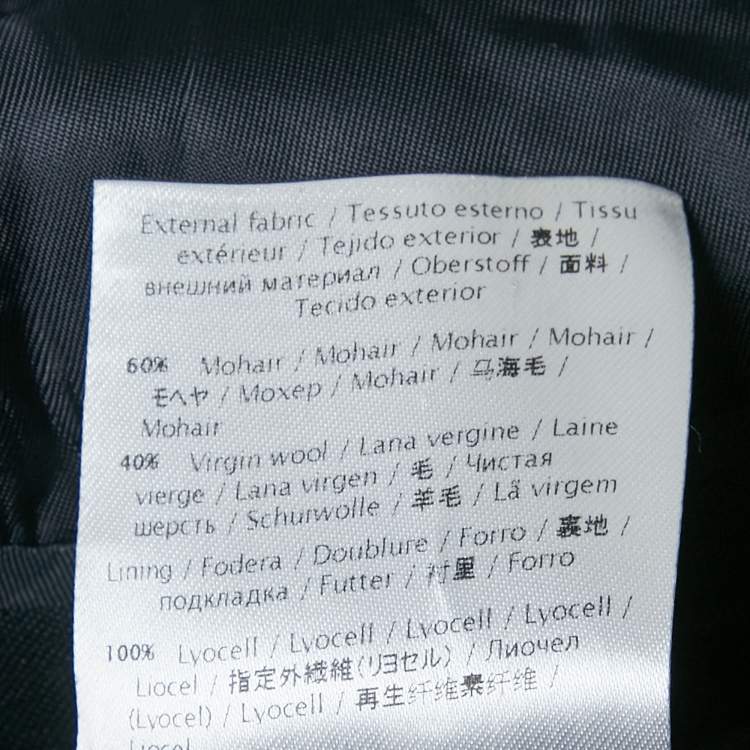 External fabric / Tessuto esterno / Tissu
extérieur / Tejido exterior / 表地 /
внешний материал / Oberstoff / 面料 /
Tecido exterior
60% Mohair / Mohair / Mohair / Mohair /
モヘヤ / Мохер / Mohair / 马海毛 /
Mohair
40% Virgin wool / Lana vergine / Laine
vierge / Lana virgen / 毛 / Чистая
шерсть / Schurwolle / 羊毛 / Lã virgem
Lining / Fodera / Doublure / Forro / 裏地 /
подкладка / Futter / 衬里 / Forro
100% Lyocell / Lyocell / Lyocell / Lyocell /
Liocel / 指定外繊維(リヨセル) / Лиочел
(Lyocel) / Lyocell / 再生纤维素纤维 /
Liocel